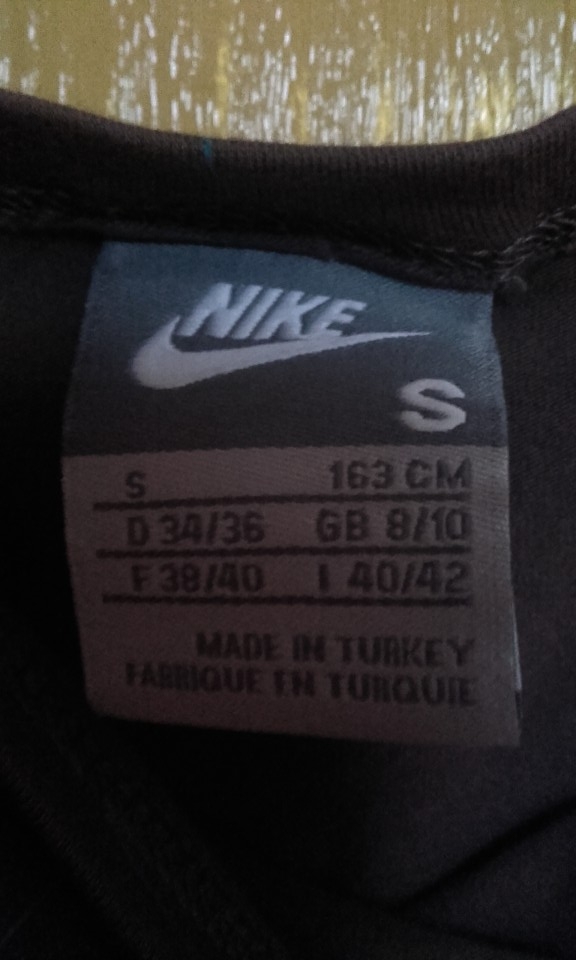 NIKE
S
S 163 CM
D 34/36 GB 8/10
F 38/40 I 40/42
MADE IN TURKEY
FABRIQUE EN TURQUIE